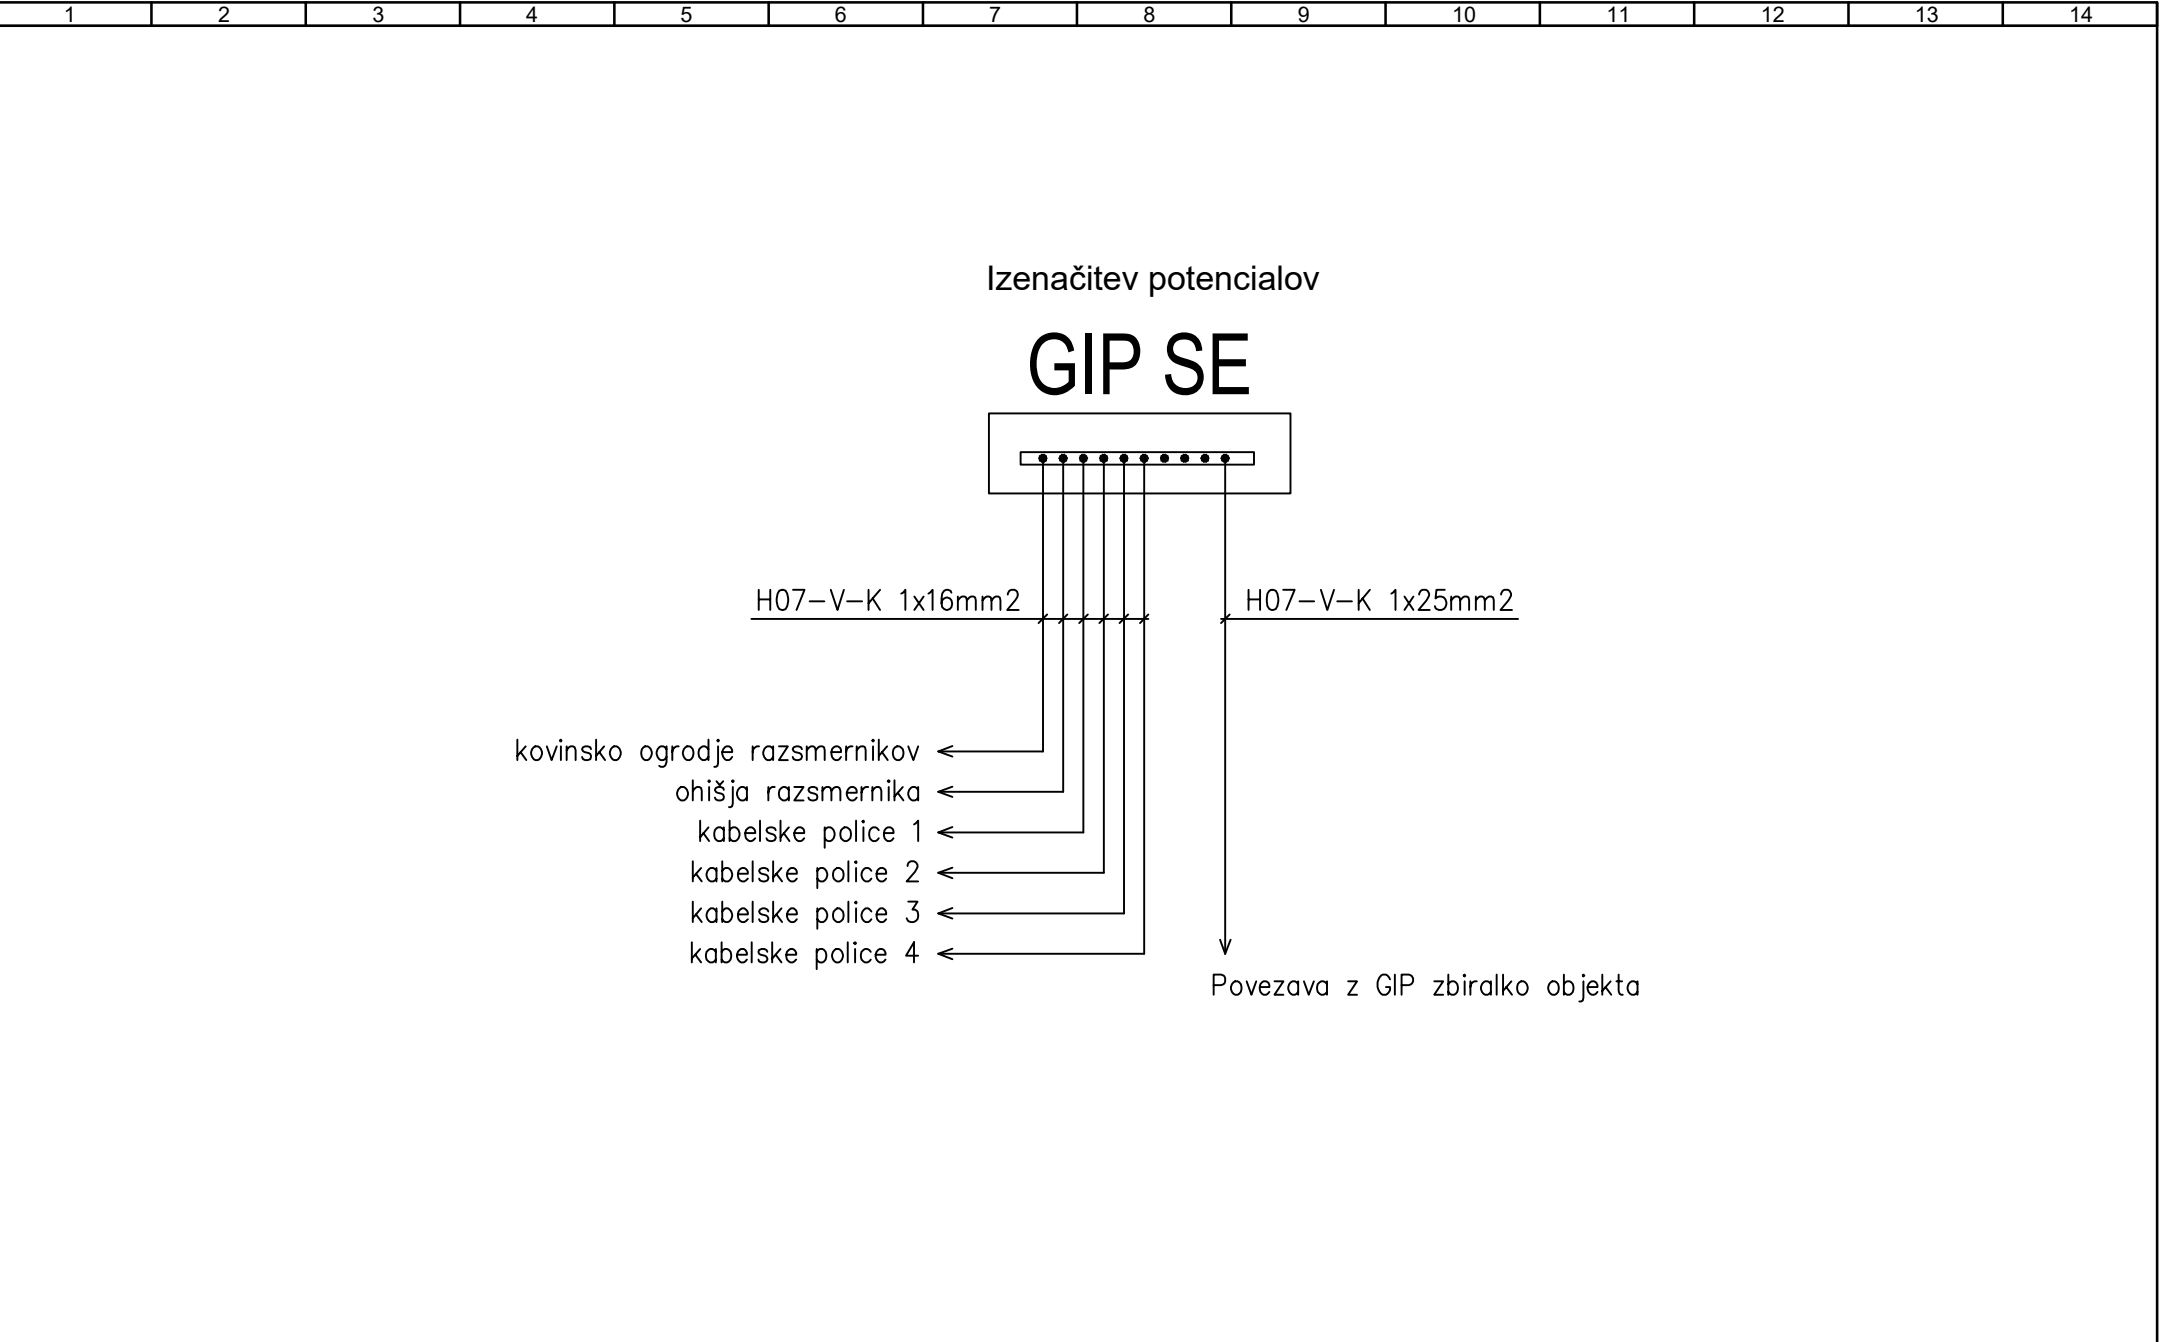 1 2 3 4 5 6 7 8 9 10 11 12 13 14
Izenačitev potencialov
GIP SE
H07-V-K 1x16mm2 H07-V-K 1x25mm2
kovinsko ogrodje razsmernikov
ohišja razsmernika
kabelske police 1
kabelske police 2
kabelske police 3
kabelske police 4
Povezava z GIP zbiralko objekta